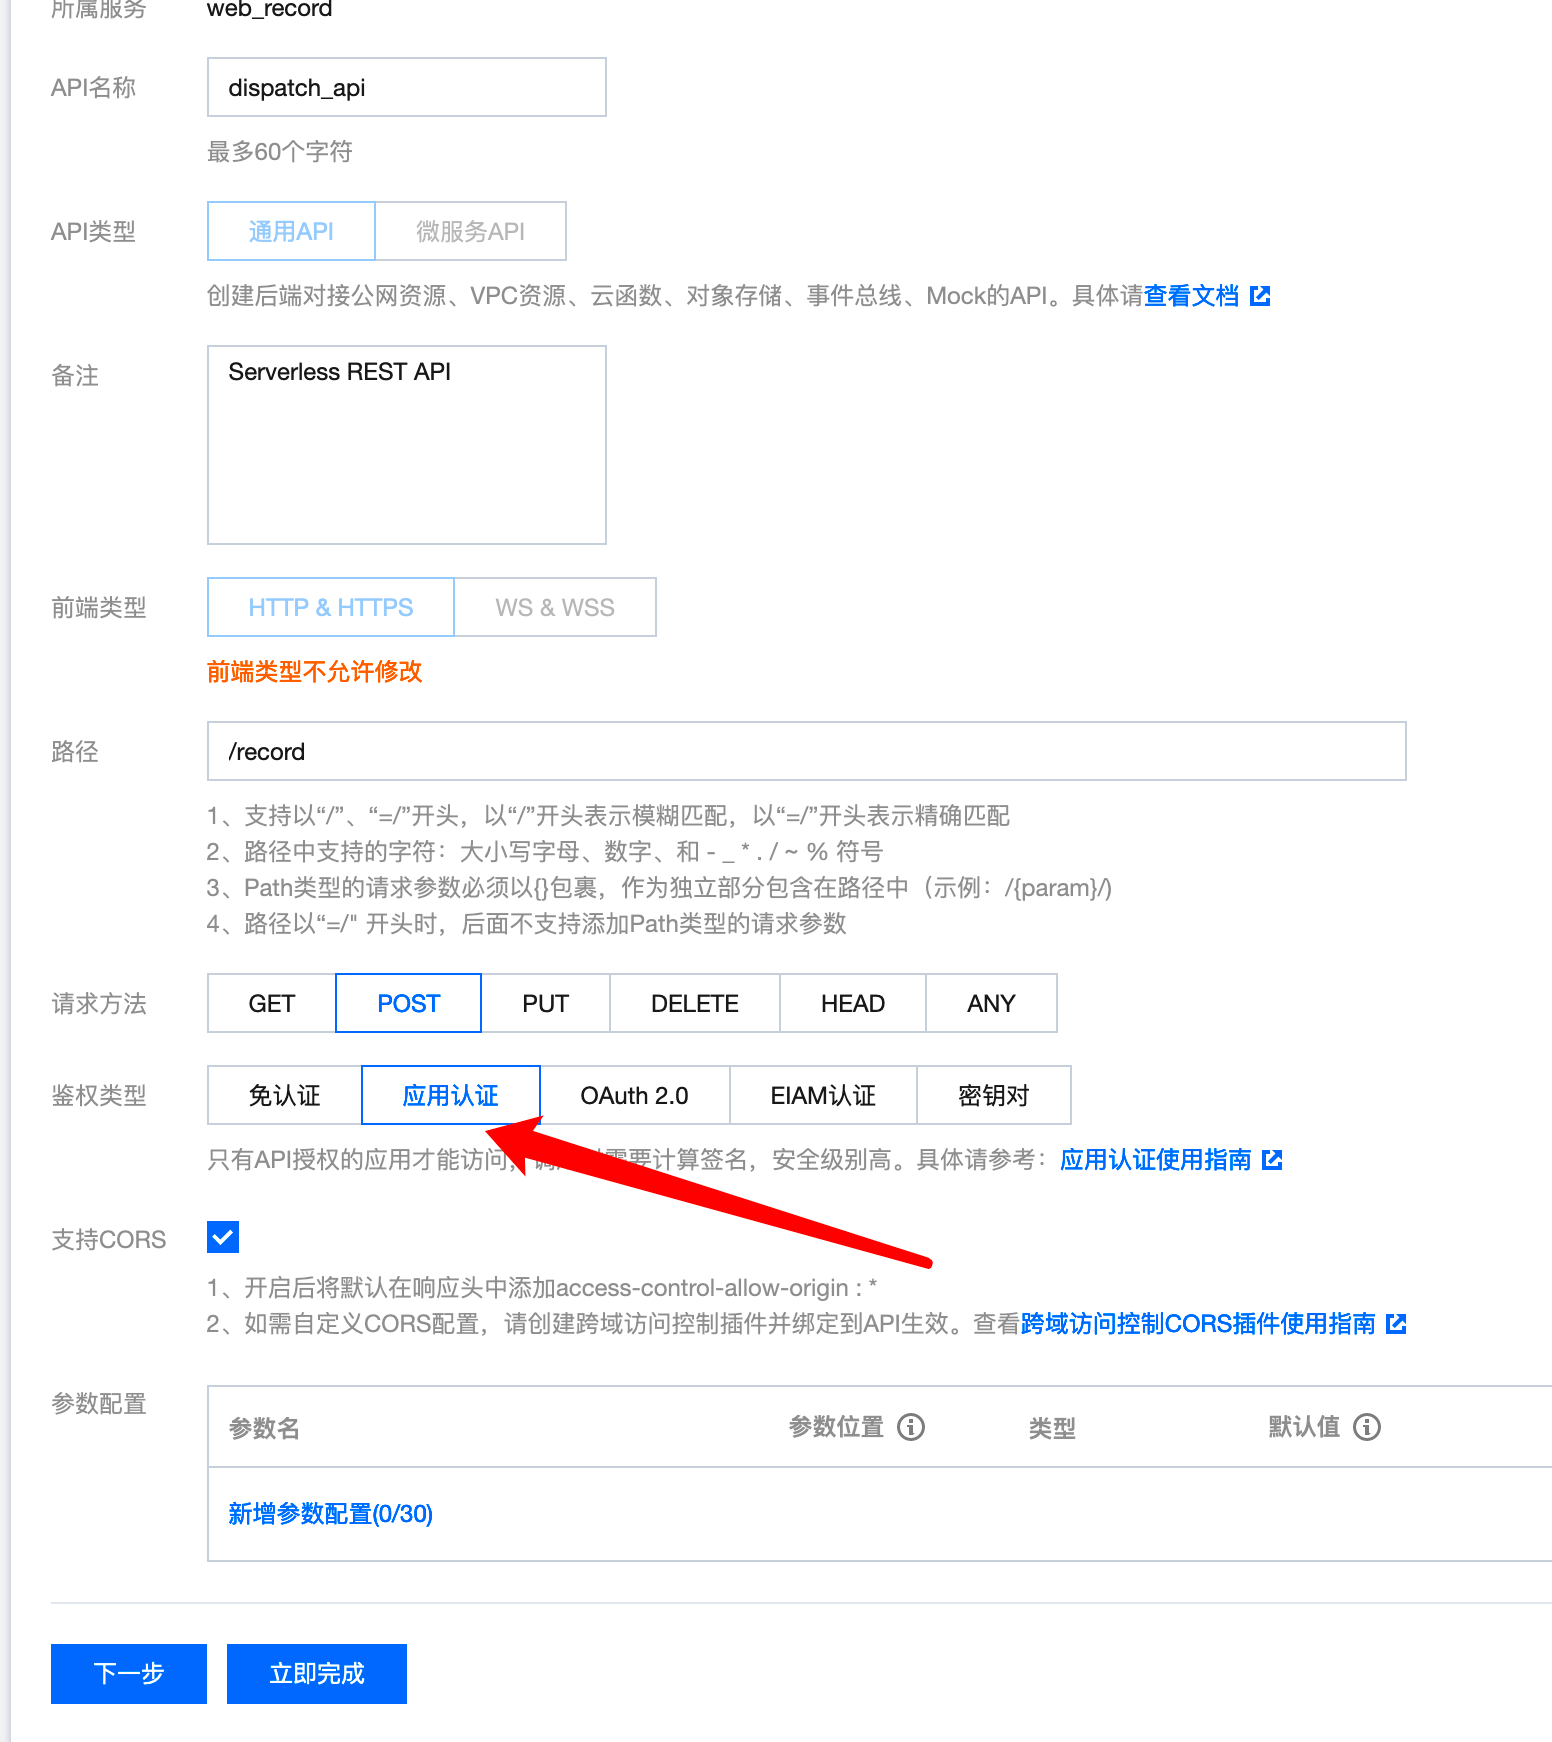 所属服务 web_record
API名称 dispatch_api
最多60个字符
API类型 通用API 微服务API
创建后端对接公网资源、VPC资源、云函数、对象存储、事件总线、Mock的API。具体请查看文档
备注 Serverless REST API
前端类型 HTTP & HTTPS WS & WSS
前端类型不允许修改
路径 /record
1、支持以“/”、“=/”开头，以“/”开头表示模糊匹配，以“=/”开头表示精确匹配
2、路径中支持的字符：大小写字母、数字、和 - _ * . / ~ % 符号
3、Path类型的请求参数必须以{}包裹，作为独立部分包含在路径中（示例：/{param}/)
4、路径以“=/" 开头时，后面不支持添加Path类型的请求参数
请求方法 GET POST PUT DELETE HEAD ANY
鉴权类型 免认证 应用认证 OAuth 2.0 EIAM认证 密钥对
只有API授权的应用才能访问，需要计算签名，安全级别高。具体请参考：应用认证使用指南
支持CORS
1、开启后将默认在响应头中添加access-control-allow-origin : *
2、如需自定义CORS配置，请创建跨域访问控制插件并绑定到API生效。查看跨域访问控制CORS插件使用指南
参数配置 参数名 参数位置 类型 默认值
新增参数配置(0/30)
下一步 立即完成